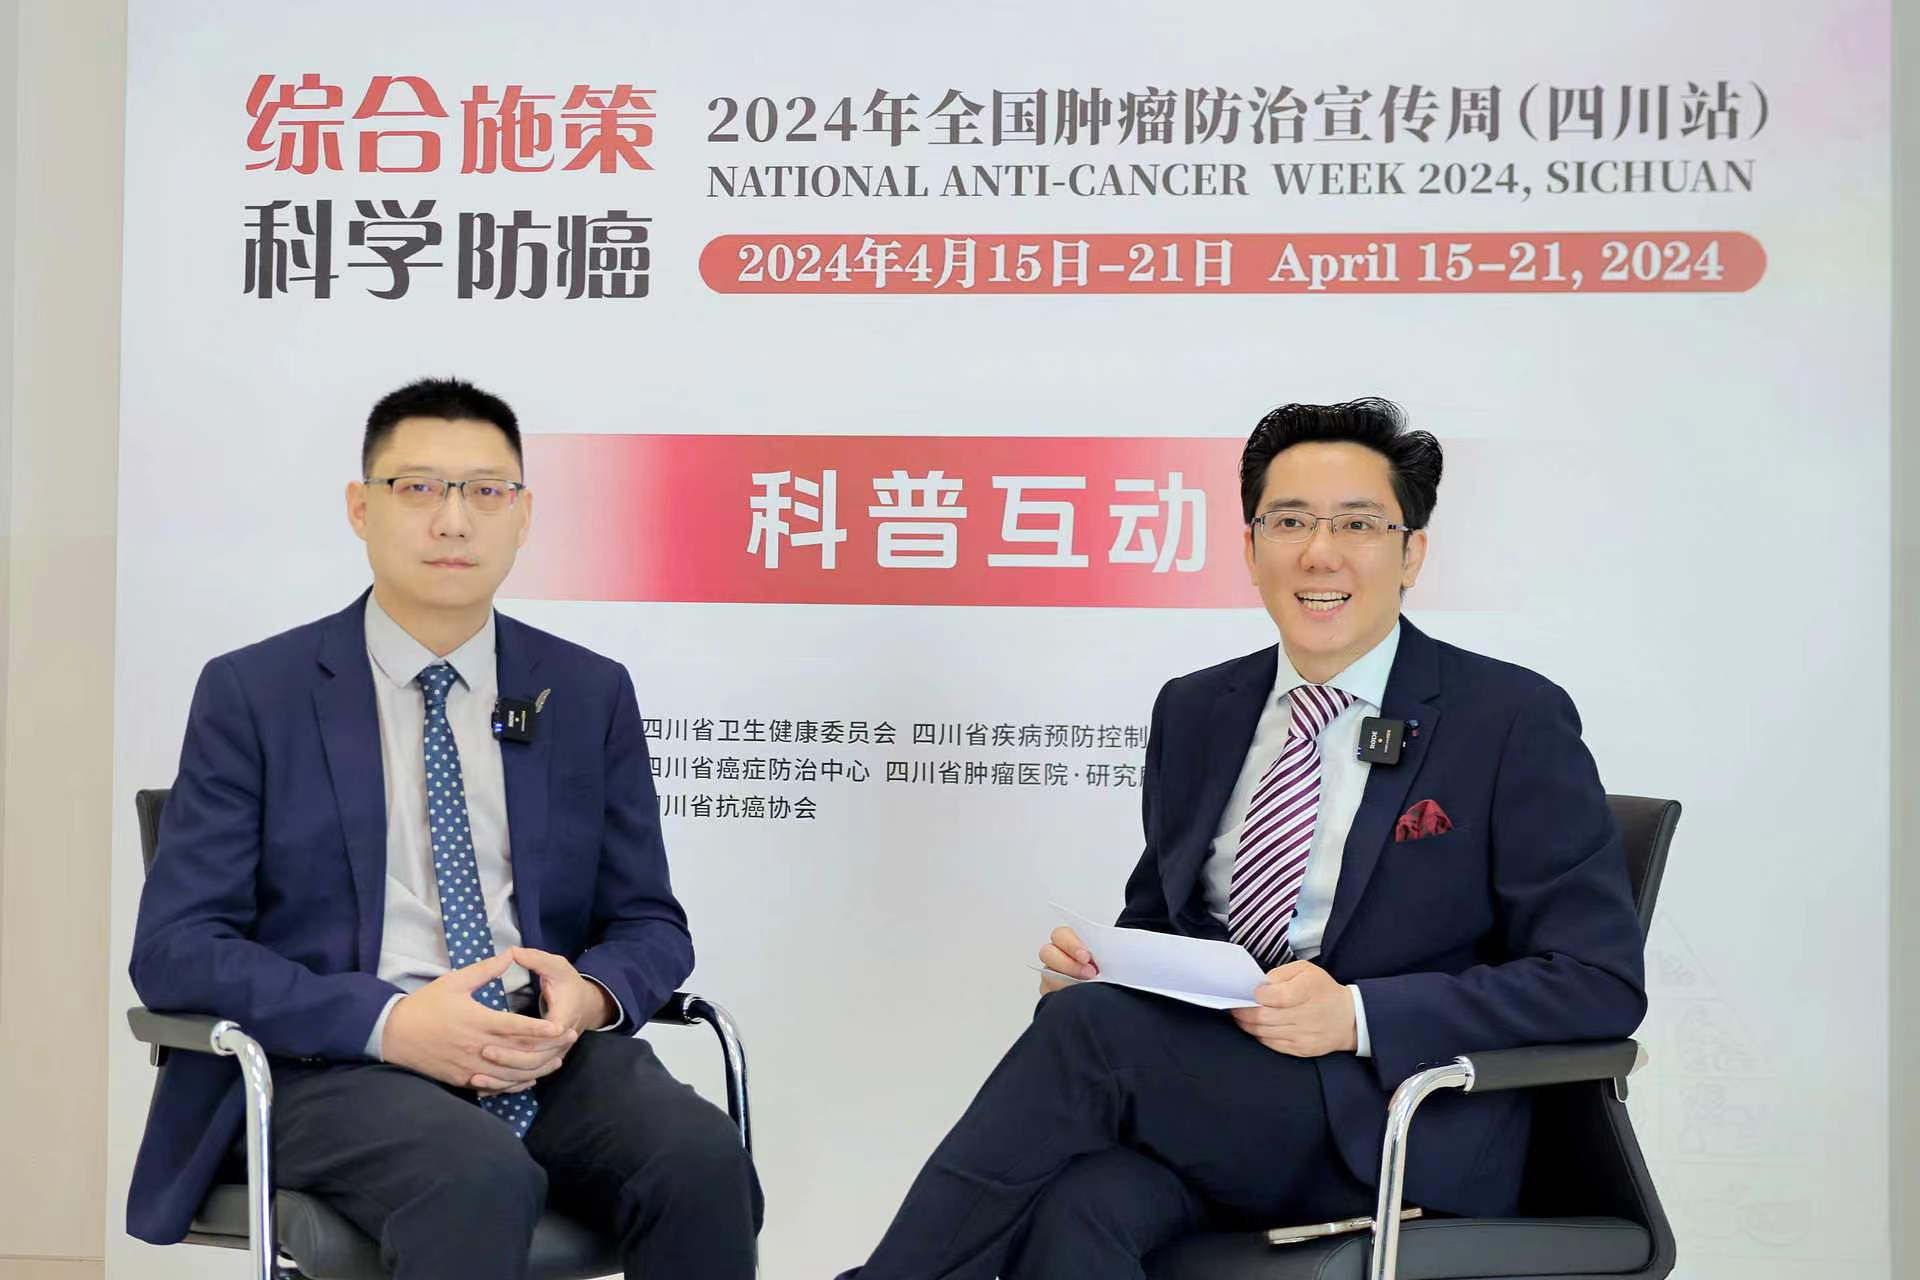 综合施策
科学防癌
2024年全国肿瘤防治宣传周(四川站)
NATIONAL ANTI-CANCER WEEK 2024, SICHUAN
2024年4月15日-21日 April 15-21, 2024
科普互动
四川省卫生健康委员会 四川省疾病预防控制
四川省癌症防治中心 四川省肿瘤医院·研究
川省抗癌协会
RODE
RODE